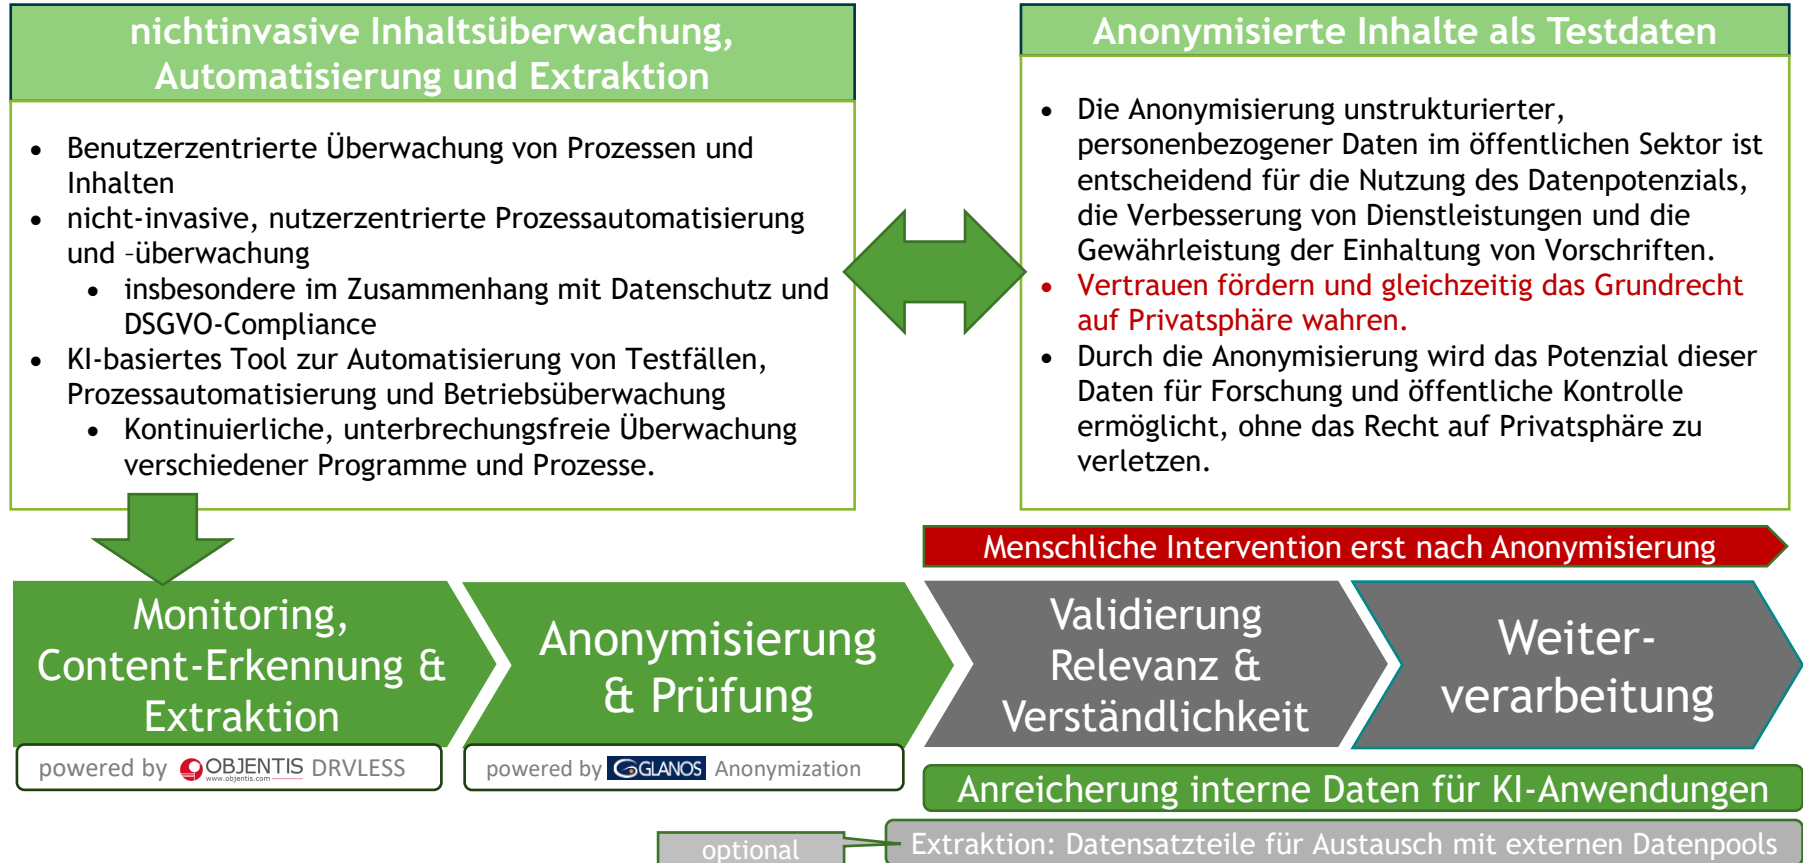 nichtinvasive Inhaltsüberwachung,
Automatisierung und Extraktion
• Benutzerzentrierte Überwachung von Prozessen und
Inhalten
• nicht-invasive, nutzerzentrierte Prozessautomatisierung
und –überwachung
• insbesondere im Zusammenhang mit Datenschutz und
DSGVO-Compliance
• KI-basiertes Tool zur Automatisierung von Testfällen,
Prozessautomatisierung und Betriebsüberwachung
• Kontinuierliche, unterbrechungsfreie Überwachung
verschiedener Programme und Prozesse.
Anonymisierte Inhalte als Testdaten
• Die Anonymisierung unstrukturierter,
personenbezogener Daten im öffentlichen Sektor ist
entscheidend für die Nutzung des Datenpotenzials,
die Verbesserung von Dienstleistungen und die
Gewährleistung der Einhaltung von Vorschriften.
• Vertrauen fördern und gleichzeitig das Grundrecht
auf Privatsphäre wahren.
• Durch die Anonymisierung wird das Potenzial dieser
Daten für Forschung und öffentliche Kontrolle
ermöglicht, ohne das Recht auf Privatsphäre zu
verletzen.
Menschliche Intervention erst nach Anonymisierung
Monitoring,
Content-Erkennung &
Extraktion
powered by OBJENTIS DRVLESS
www.objentis.com
Anonymisierung
& Prüfung
powered by GLANOS Anonymization
Validierung
Relevanz &
Verständlichkeit
Weiter-
verarbeitung
Anreicherung interne Daten für KI-Anwendungen
optional
Extraktion: Datensatzteile für Austausch mit externen Datenpools